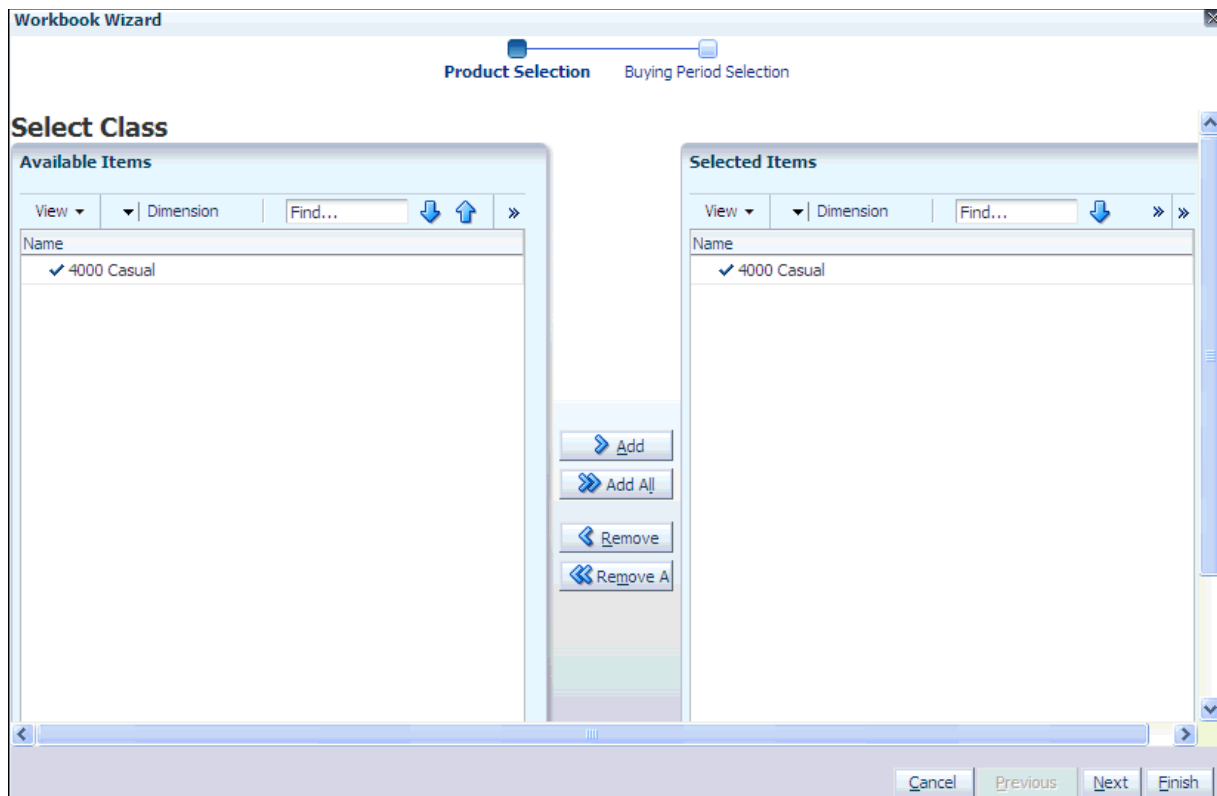 Workbook Wizard
Product Selection
Buying Period Selection
Select Class
Available Items
View
Dimension
Find...
»
Name
4000 Casual
Add
Add All
Remove
Remove A
Selected Items
View
Dimension
Find...
» »
Name
4000 Casual
Cancel
Previous
Next
Finish